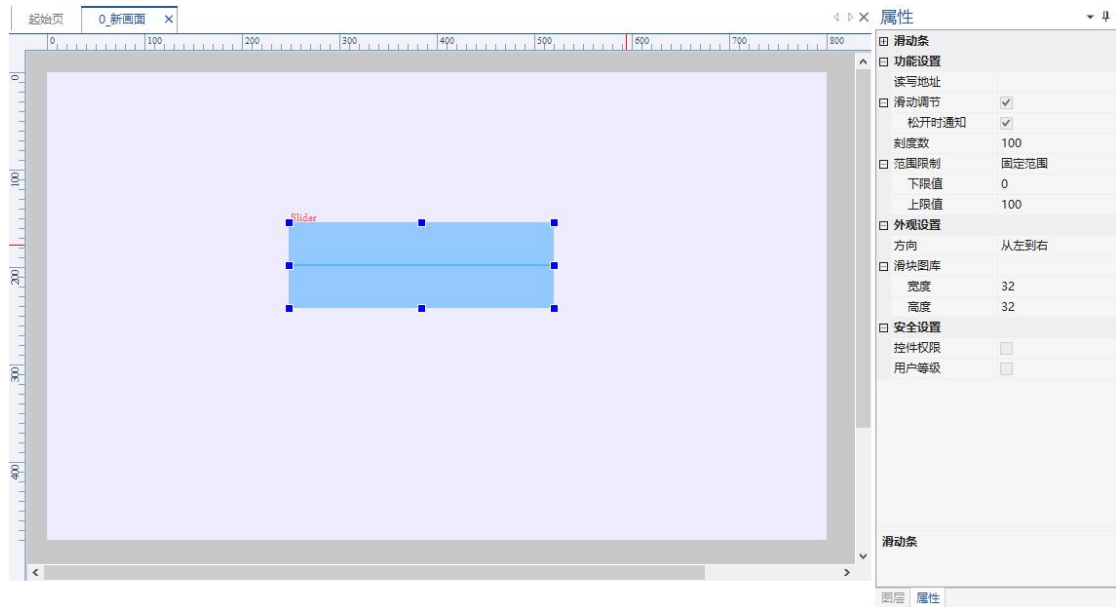 起始页 0_新画面
0 100 200 300 400 500 600 700 800
0
100
200
300
400
Slider
属性
滑动条
功能设置
读写地址
滑动调节
松开时通知
刻度数 100
范围限制 固定范围
下限值 0
上限值 100
外观设置
方向 从左到右
滑块图库
宽度 32
高度 32
安全设置
控件权限
用户等级
滑动条
图层 属性